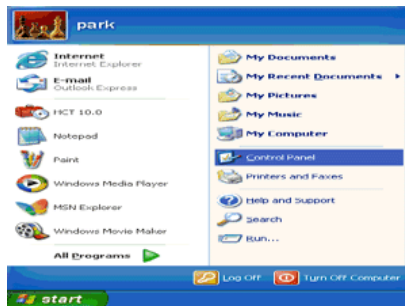 park
Internet
Internet Explorer
E-mail
Outlook Express
HCT 10.0
Notepad
Paint
Windows Media Player
MSN Explorer
Windows Movie Maker
All Programs
My Documents
My Recent Documents
My Pictures
My Music
My Computer
Control Panel
Printers and Faxes
Help and Support
Search
Run...
Log Off
Turn Off Computer
start